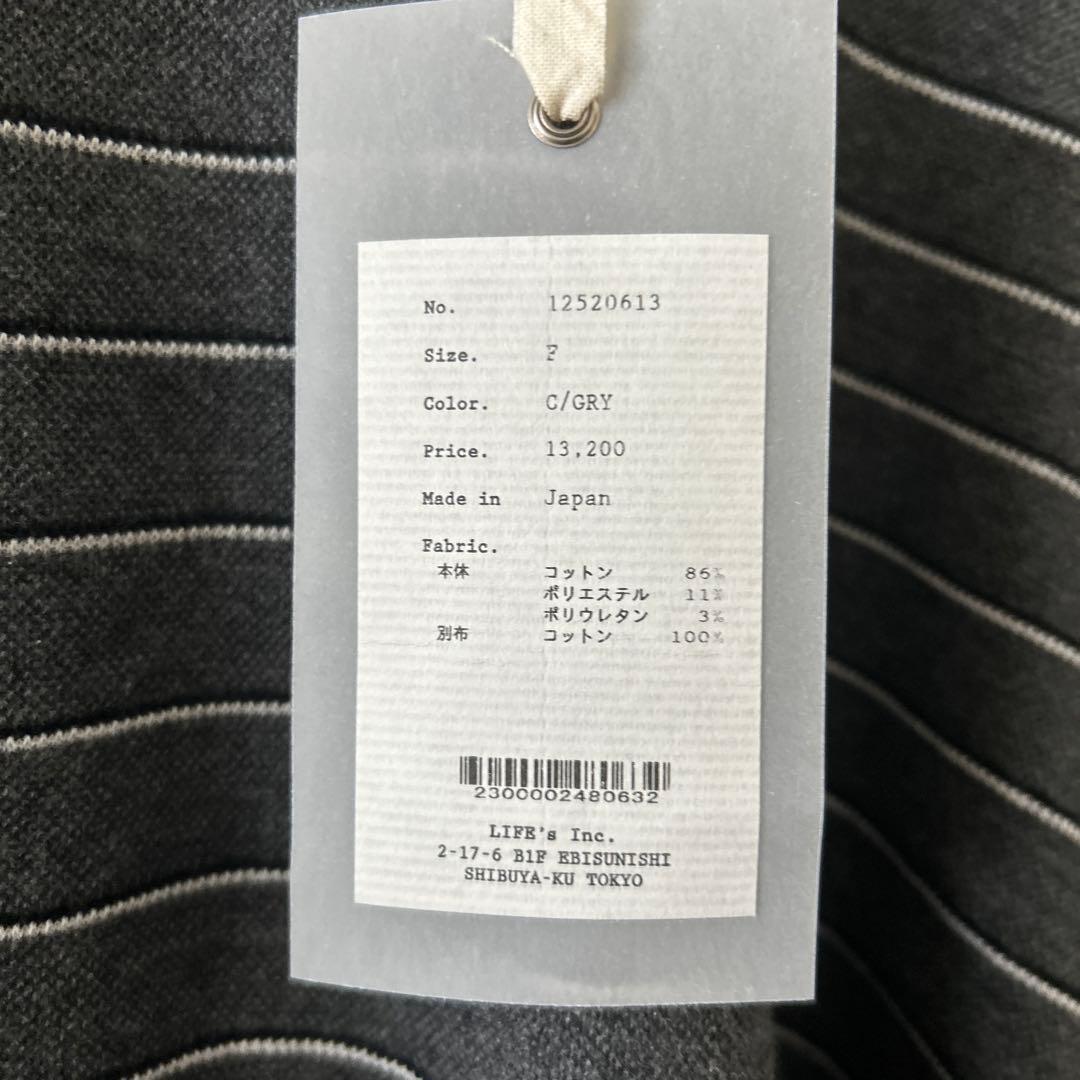 No. 12520613
Size. F
Color. C/GRY
Price. 13,200
Made in Japan
Fabric.
本体 コットン 86%
ポリエステル 11%
ポリウレタン 3%
別布 コットン 100%
2300002480632
LIFE's Inc.
2-17-6 B1F EBISUNISHI
SHIBUYA-KU TOKYO